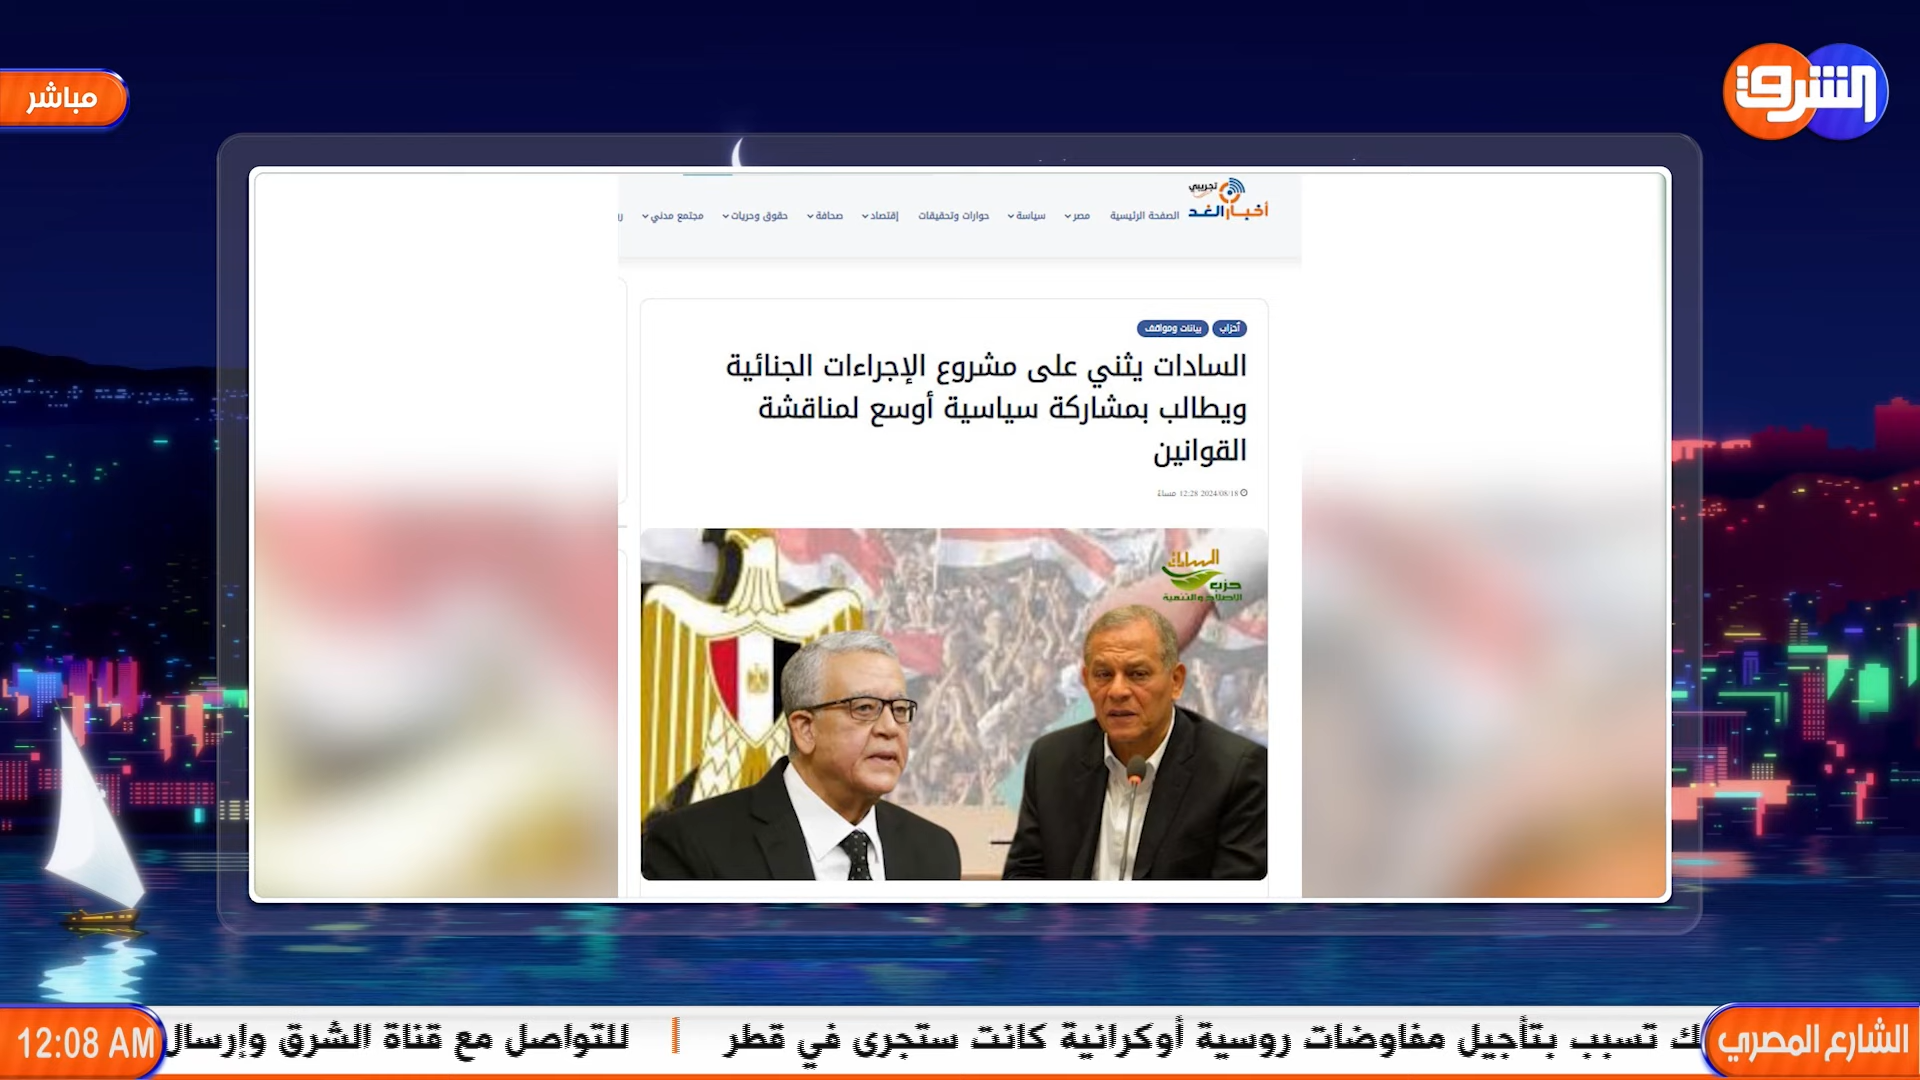 مباشر
الشرق
تجريبي
أخبار الغد
الصفحة الرئيسية مصر سياسة حوارات وتحقيقات إقتصاد صحافة حقوق وحريات مجتمع مدني
أحزاب بيانات ومواقف
السادات يثني على مشروع الإجراءات الجنائية
ويطالب بمشاركة سياسية أوسع لمناقشة
القوانين
2024/08/18 12:28 مساءً
السادات
حزب
الإصلاح والتنمية
الشارع المصري
ك تسبب بتأجيل مفاوضات روسية أوكرانية كانت ستجرى في قطر | للتواصل مع قناة الشرق وإرسال
12:08 AM